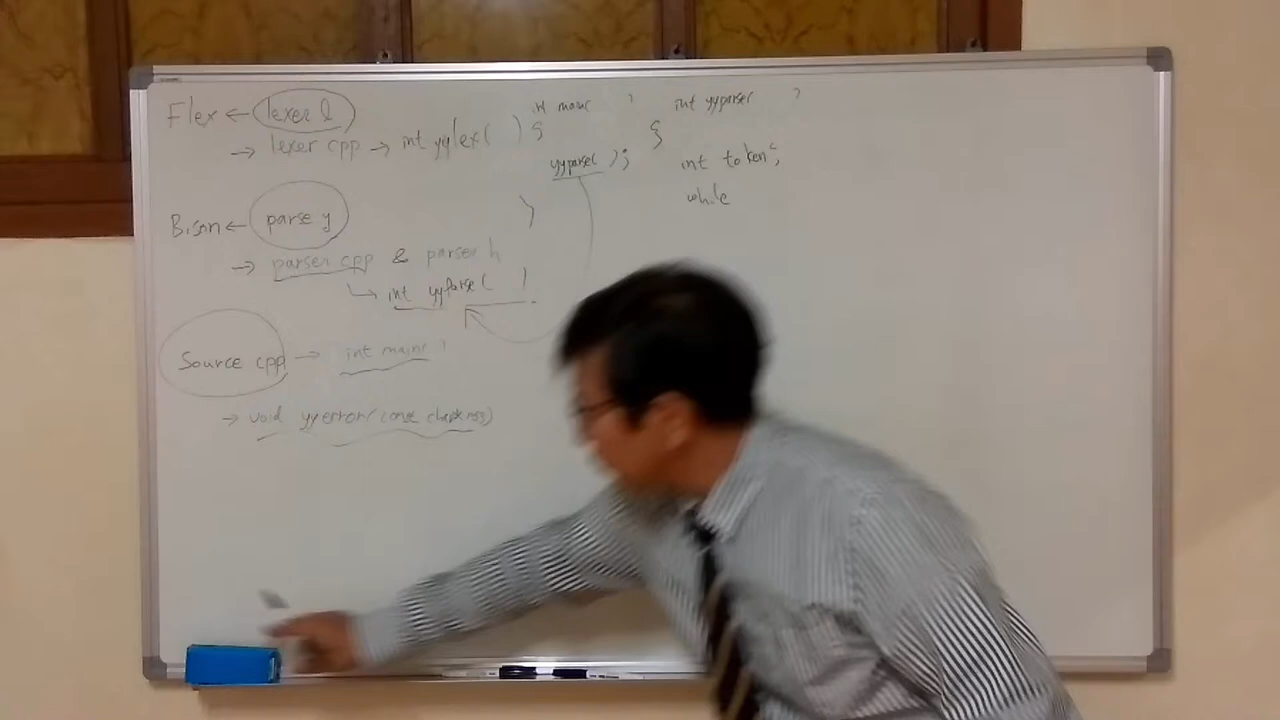 Flex ← lexer l
→ lexer cpp → int yylex( )
Bison ← parse y
→ parser cpp & parser h
↳ int yyparse( )
Source cpp → int main(
→ void yyerror(const char
int main(
{
yyparse( );
}
int yyparse(
{
int token;
while